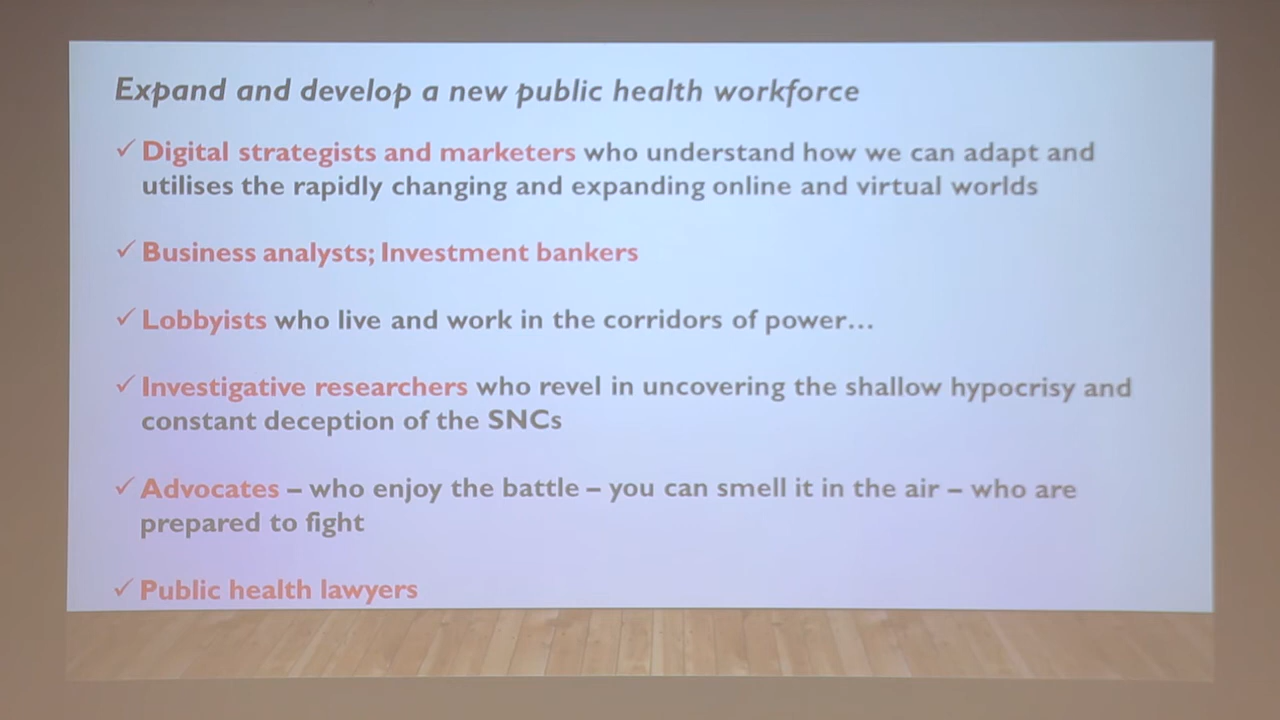 Expand and develop a new public health workforce
✓ Digital strategists and marketers who understand how we can adapt and
utilises the rapidly changing and expanding online and virtual worlds
✓ Business analysts; Investment bankers
✓ Lobbyists who live and work in the corridors of power…
✓ Investigative researchers who revel in uncovering the shallow hypocrisy and
constant deception of the SNCs
✓ Advocates – who enjoy the battle – you can smell it in the air – who are
prepared to fight
✓ Public health lawyers